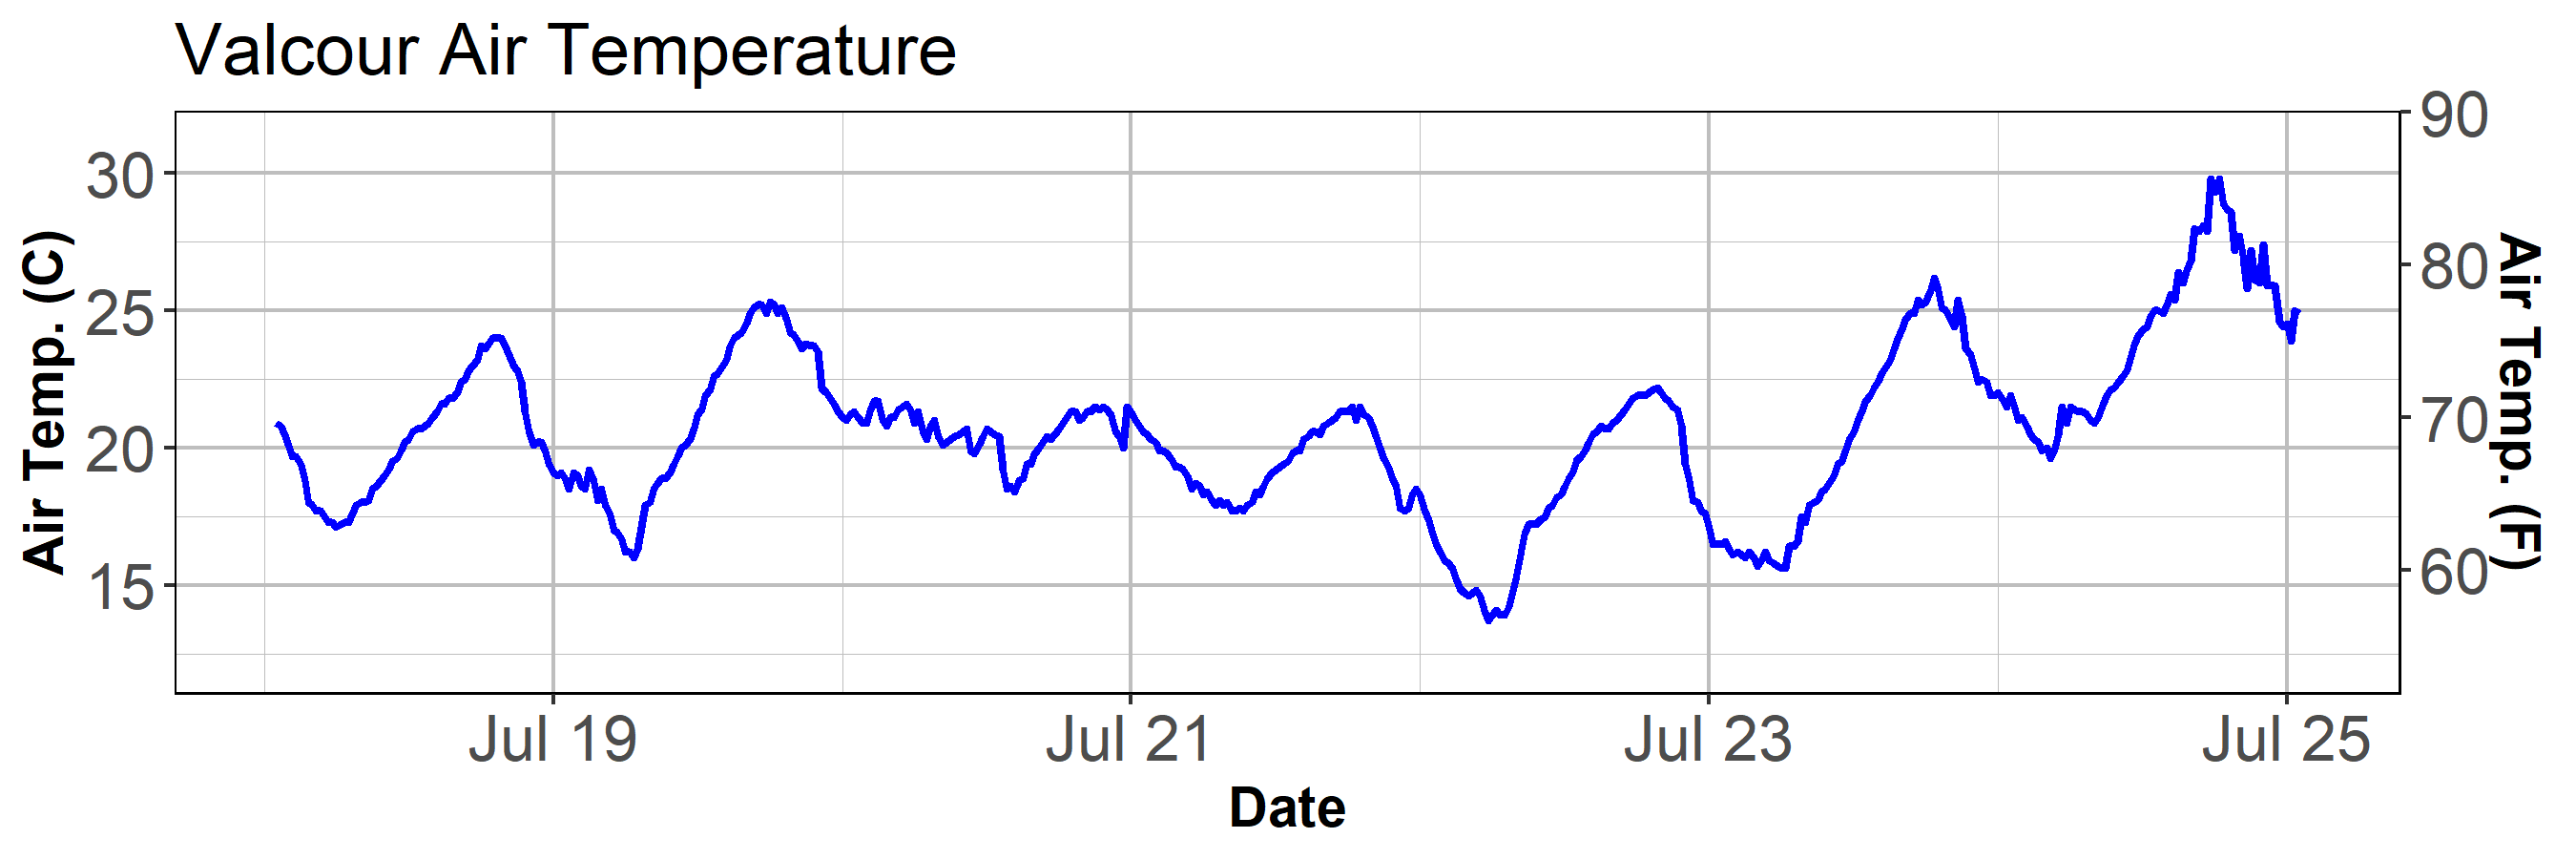 Valcour Air Temperature
90
30
80
25
70
20
60
15
Air Temp. (C)
Air Temp. (F)
Jul 19 Jul 21 Jul 23 Jul 25
Date